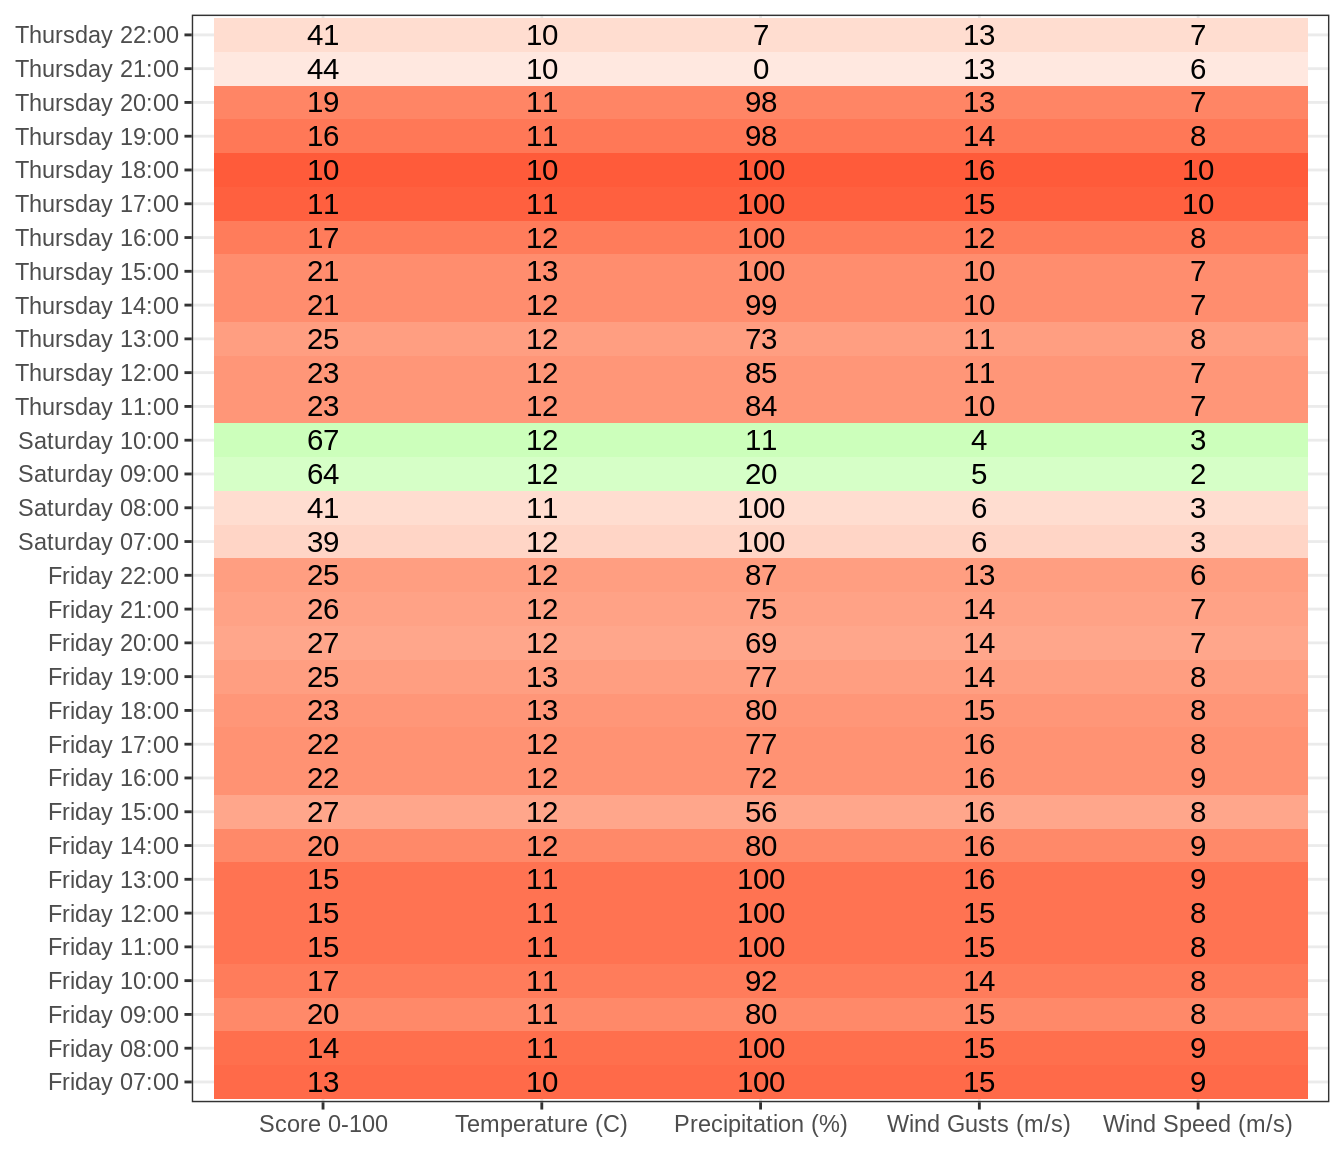 Thursday 22:00 41 10 7 13 7
Thursday 21:00 44 10 0 13 6
Thursday 20:00 19 11 98 13 7
Thursday 19:00 16 11 98 14 8
Thursday 18:00 10 10 100 16 10
Thursday 17:00 11 11 100 15 10
Thursday 16:00 17 12 100 12 8
Thursday 15:00 21 13 100 10 7
Thursday 14:00 21 12 99 10 7
Thursday 13:00 25 12 73 11 8
Thursday 12:00 23 12 85 11 7
Thursday 11:00 23 12 84 10 7
Saturday 10:00 67 12 11 4 3
Saturday 09:00 64 12 20 5 2
Saturday 08:00 41 11 100 6 3
Saturday 07:00 39 12 100 6 3
Friday 22:00 25 12 87 13 6
Friday 21:00 26 12 75 14 7
Friday 20:00 27 12 69 14 7
Friday 19:00 25 13 77 14 8
Friday 18:00 23 13 80 15 8
Friday 17:00 22 12 77 16 8
Friday 16:00 22 12 72 16 9
Friday 15:00 27 12 56 16 8
Friday 14:00 20 12 80 16 9
Friday 13:00 15 11 100 16 9
Friday 12:00 15 11 100 15 8
Friday 11:00 15 11 100 15 8
Friday 10:00 17 11 92 14 8
Friday 09:00 20 11 80 15 8
Friday 08:00 14 11 100 15 9
Friday 07:00 13 10 100 15 9
Score 0-100 Temperature (C) Precipitation (%) Wind Gusts (m/s) Wind Speed (m/s)